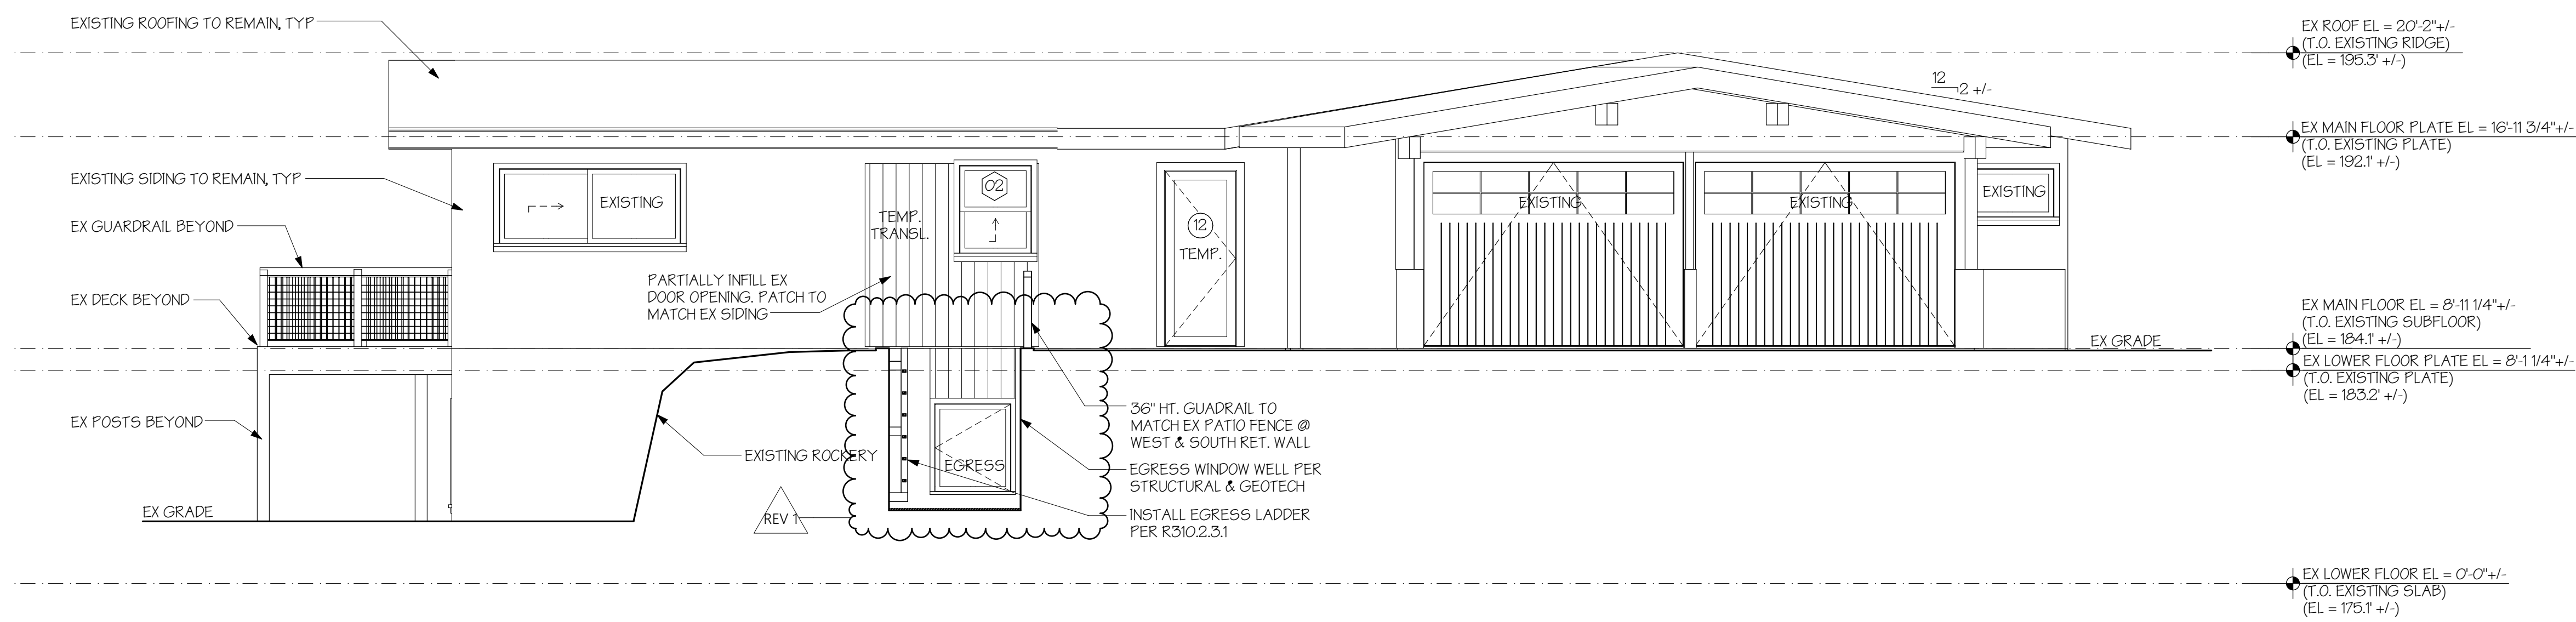 EXISTING ROOFING TO REMAIN, TYP
EX ROOF EL = 20'-2"+/-
(T.O. EXISTING RIDGE)
(EL = 195.3' +/-)
12
2 +/-
EX MAIN FLOOR PLATE EL = 16'-11 3/4"+/-
(T.O. EXISTING PLATE)
(EL = 192.1' +/-)
EXISTING SIDING TO REMAIN, TYP
EXISTING
02
EXISTING
EXISTING
EXISTING
EX GUARDRAIL BEYOND
TEMP.
TRANSL.
12
TEMP.
PARTIALLY INFILL EX
DOOR OPENING. PATCH TO
MATCH EX SIDING
EX DECK BEYOND
EX GRADE
EX MAIN FLOOR EL = 8'-11 1/4"+/-
(T.O. EXISTING SUBFLOOR)
(EL = 184.1' +/-)
EX LOWER FLOOR PLATE EL = 8'-1 1/4"+/-
(T.O. EXISTING PLATE)
(EL = 183.2' +/-)
EX POSTS BEYOND
36" HT. GUADRAIL TO
MATCH EX PATIO FENCE @
WEST & SOUTH RET. WALL
EXISTING ROCKERY
EGRESS
EGRESS WINDOW WELL PER
STRUCTURAL & GEOTECH
EX GRADE
REV 1
INSTALL EGRESS LADDER
PER R310.2.3.1
EX LOWER FLOOR EL = 0'-0"+/-
(T.O. EXISTING SLAB)
(EL = 175.1' +/-)